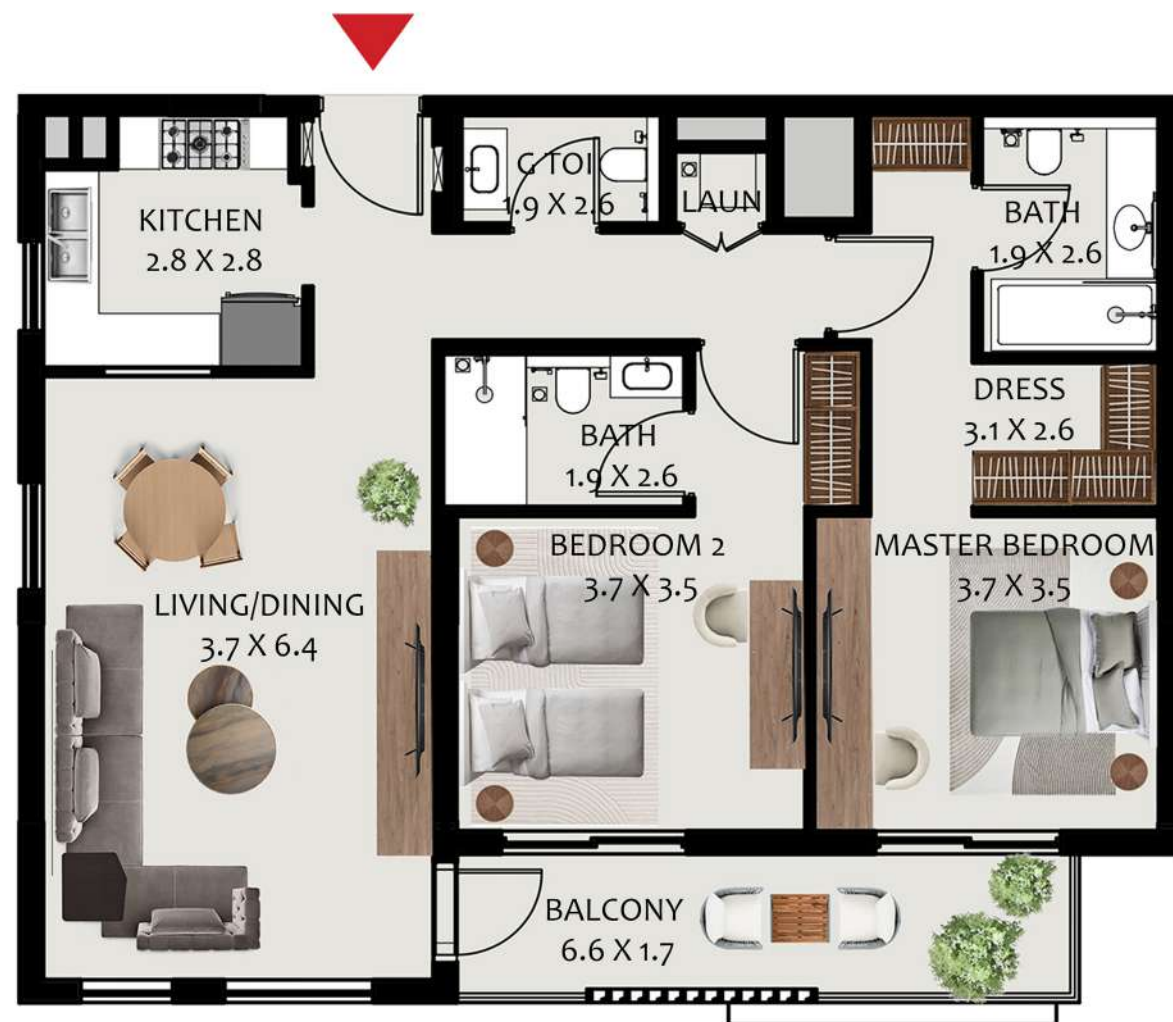 KITCHEN
2.8 X 2.8
G TOI
1.9 X 2.6
LAUN
BATH
1.9 X 2.6
DRESS
3.1 X 2.6
BATH
1.9 X 2.6
BEDROOM 2
3.7 X 3.5
MASTER BEDROOM
3.7 X 3.5
LIVING/DINING
3.7 X 6.4
BALCONY
6.6 X 1.7